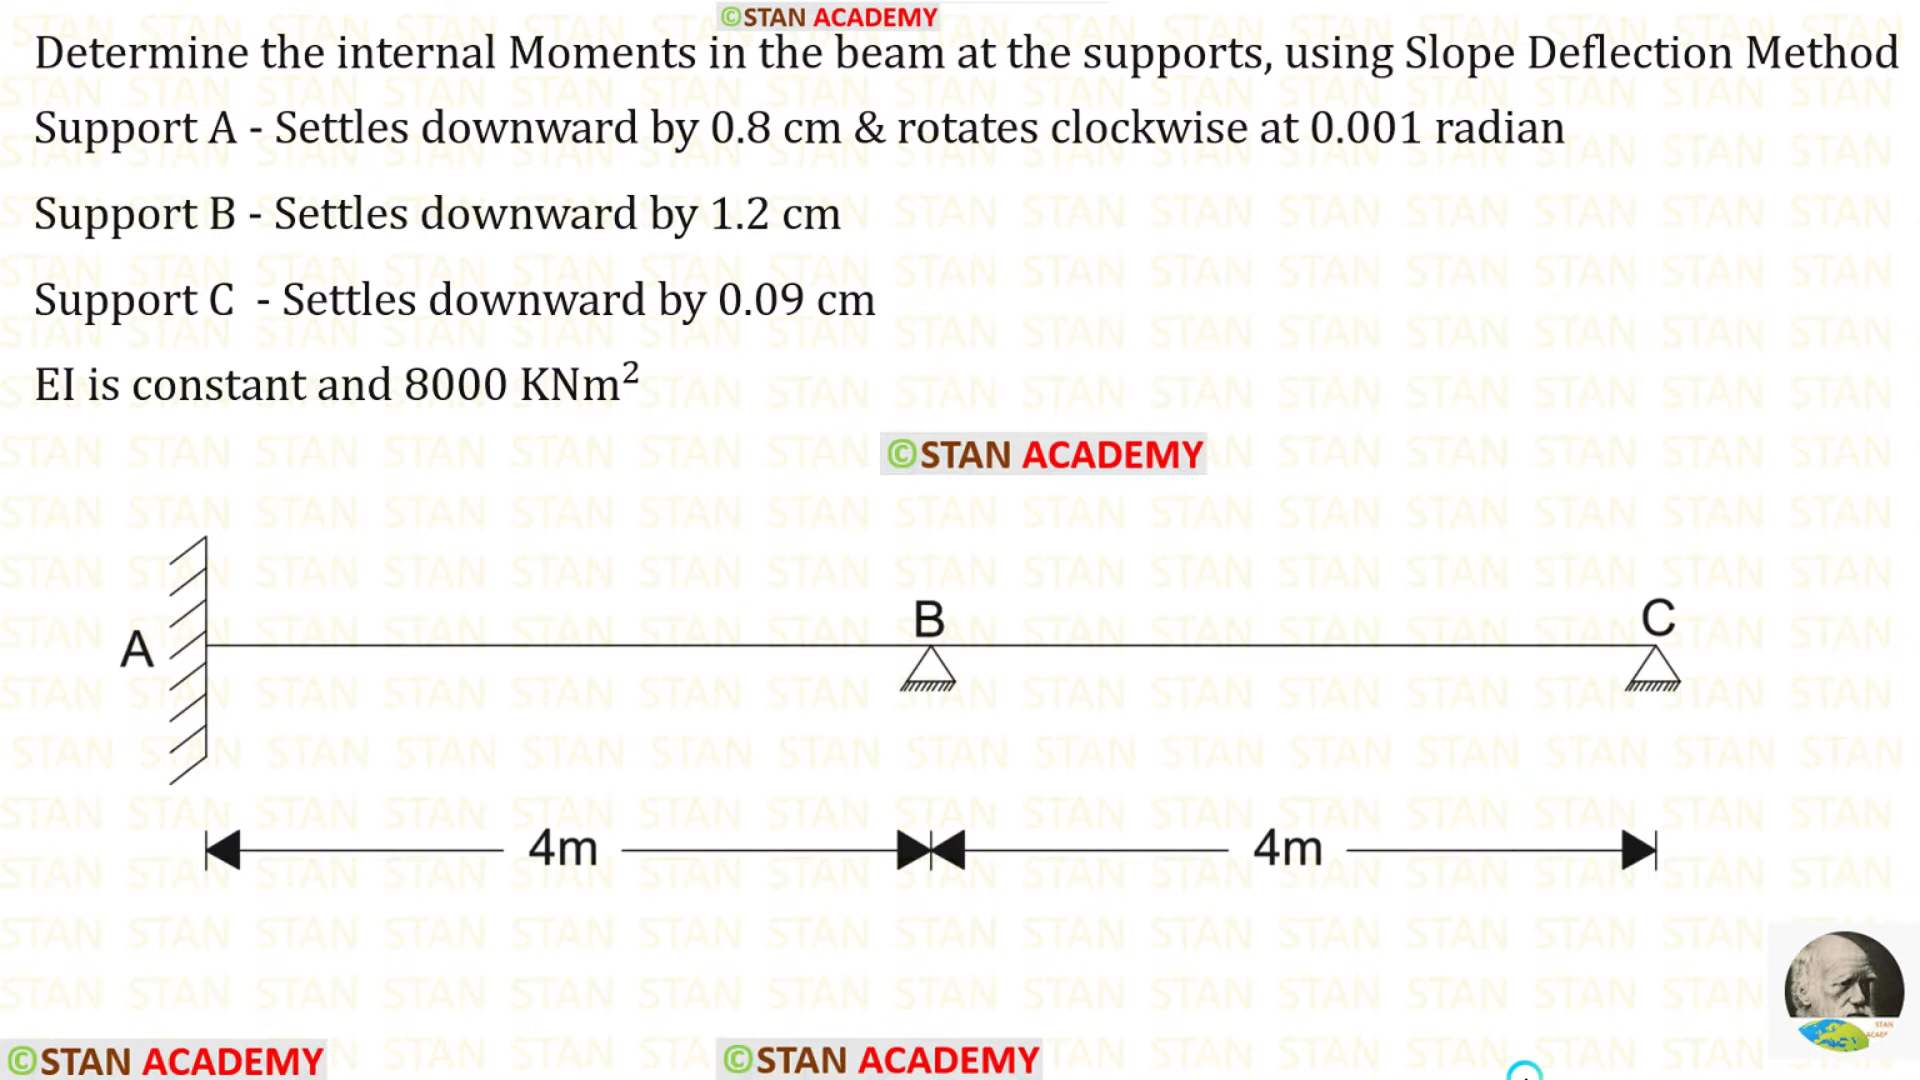 ©STAN ACADEMY
Determine the internal Moments in the beam at the supports, using Slope Deflection Method
Support A - Settles downward by 0.8 cm & rotates clockwise at 0.001 radian
Support B - Settles downward by 1.2 cm
Support C - Settles downward by 0.09 cm
EI is constant and 8000 KNm²
©STAN ACADEMY
B
C
A
4m
4m
©STAN ACADEMY
©STAN ACADEMY